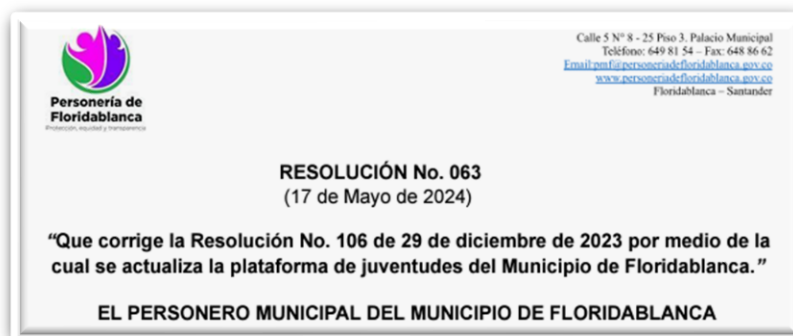 Personería de
Floridablanca
Protección, equidad y transparencia
Calle 5 N° 8 - 25 Piso 3. Palacio Municipal
Teléfono: 649 81 54 – Fax: 648 86 62
Email:pmf@personeriadefloridablanca.gov.co
www.personeriadefloridablanca.gov.co
Floridablanca – Santander
RESOLUCIÓN No. 063
(17 de Mayo de 2024)
“Que corrige la Resolución No. 106 de 29 de diciembre de 2023 por medio de la
cual se actualiza la plataforma de juventudes del Municipio de Floridablanca.”
EL PERSONERO MUNICIPAL DEL MUNICIPIO DE FLORIDABLANCA